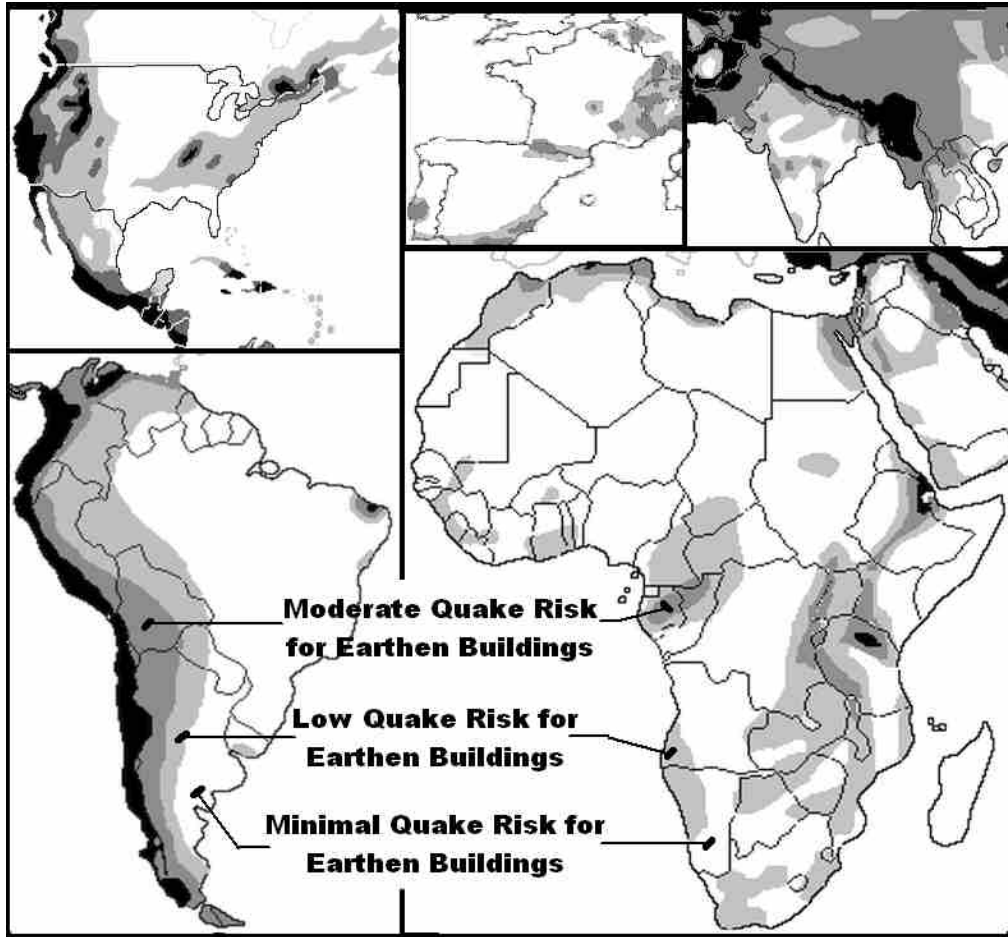 Moderate Quake Risk
for Earthen Buildings
Low Quake Risk for
Earthen Buildings
Minimal Quake Risk for
Earthen Buildings